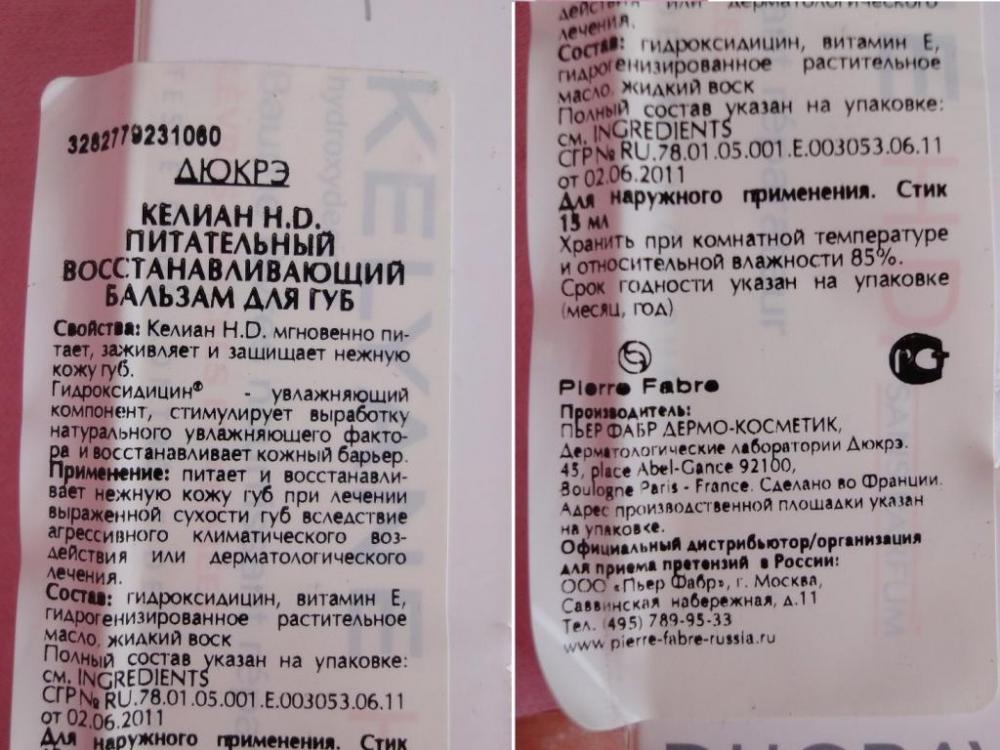 3282779231060
ДЮКРЭ
КЕЛИАН H.D.
ПИТАТЕЛЬНЫЙ
ВОССТАНАВЛИВАЮЩИЙ
БАЛЬЗАМ ДЛЯ ГУБ
Свойства: Келиан H.D. мгновенно пи-
тает, заживляет и защищает нежную
кожу губ.
Гидроксидицин® - увлажняющий
компонент, стимулирует выработку
натурального увлажняющего факто-
ра и восстанавливает кожный барьер.
Применение: питает и восстанавли-
вает нежную кожу губ при лечении
выраженной сухости губ вследствие
агрессивного климатического воз-
действия или дерматологического
лечения.
Состав: гидроксидицин, витамин Е,
гидрогенизированное растительное
масло, жидкий воск
Полный состав указан на упаковке:
см. INGREDIENTS
СГР№ RU.78.01.05.001.E.003053.06.11
от 02.06.2011
Для наружного применения. Стик
действия или дерматологического
лечения.
Состав: гидроксидицин, витамин Е,
гидрогенизированное растительное
масло, жидкий воск
Полный состав указан на упаковке:
см. INGREDIENTS
СГР№ RU.78.01.05.001.E.003053.06.11
от 02.06.2011
Для наружного применения. Стик
15 мл
Хранить при комнатной температуре
и относительной влажности 85%.
Срок годности указан на упаковке
(месяц, год)
РСТ
Pierre Fabre
Производитель:
ПЬЕР ФАБР ДЕРМО-КОСМЕТИК,
Дерматологические лаборатории Дюкрэ.
45, place Abel-Gance 92100,
Boulogne Paris - France. Сделано во Франции.
Адрес производственной площадки указан
на упаковке.
Официальный дистрибьютор/организация
для приема претензий в России:
ООО «Пьер Фабр», г. Москва,
Саввинская набережная, д.11
Тел. (495) 789-95-33
www.pierre-fabre-russia.ru
KELYANE